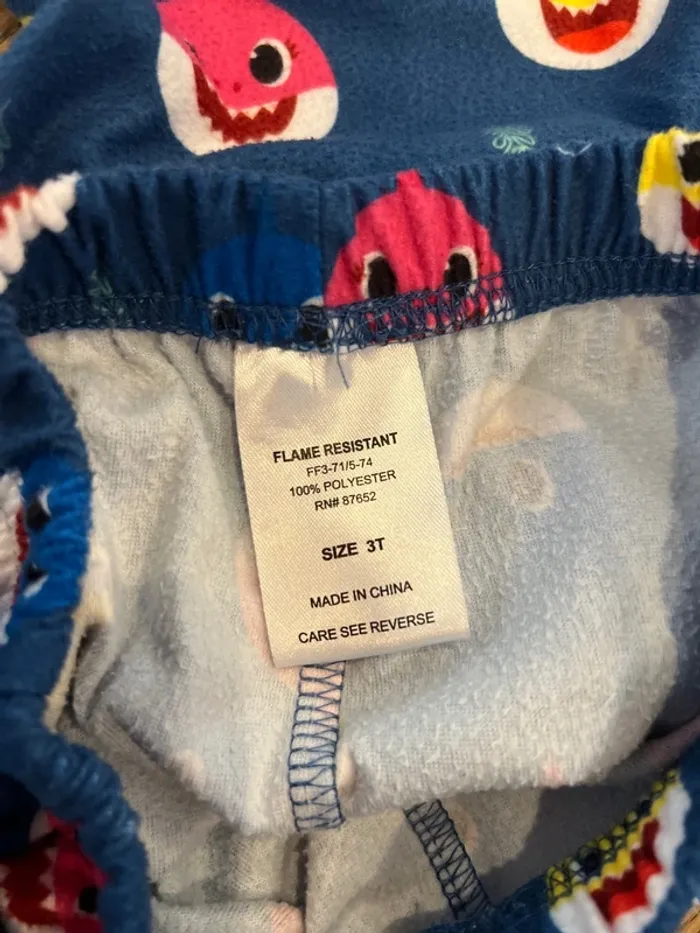 FLAME RESISTANT
FF3-71/5-74
100% POLYESTER
RN# 87652
SIZE 3T
MADE IN CHINA
CARE SEE REVERSE